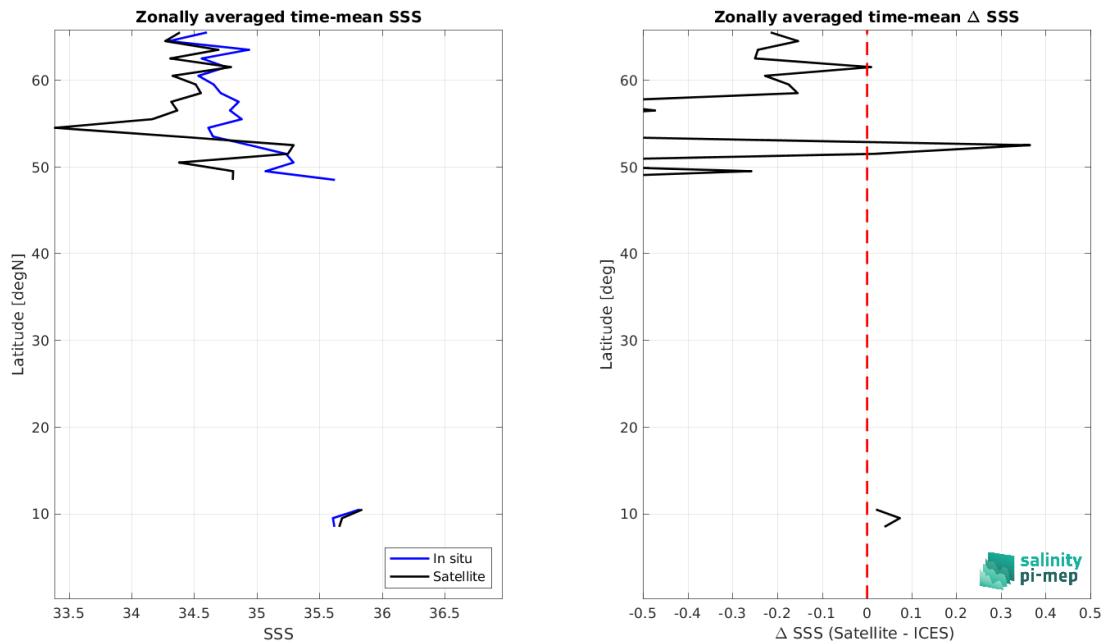 Zonally averaged time-mean SSS
60
50
40
30
20
10
Latitude [degN]
33.5 34 34.5 35 35.5 36 36.5
SSS
In situ
Satellite
Zonally averaged time-mean Δ SSS
60
50
40
30
20
10
Latitude [deg]
-0.5 -0.4 -0.3 -0.2 -0.1 0 0.1 0.2 0.3 0.4 0.5
Δ SSS (Satellite - ICES)
salinity
pi-mep